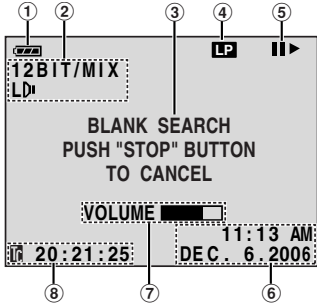 ① ② ③ ④ ⑤
LP
12BIT/MIX
L
BLANK SEARCH
PUSH "STOP" BUTTON
TO CANCEL
VOLUME
11:13 AM
20:21:25 DEC. 6.2006
⑧ ⑦ ⑥